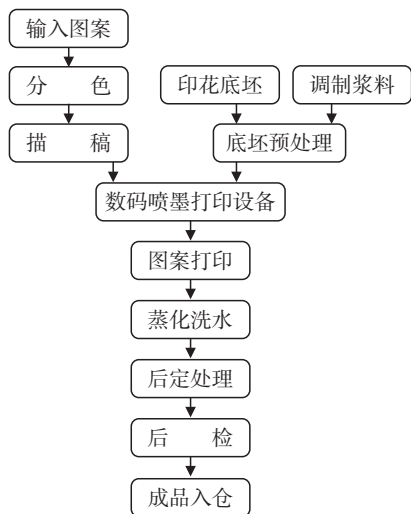 输入图案
分　　色
印花底坯
调制浆料
描　　稿
底坯预处理
数码喷墨打印设备
图案打印
蒸化洗水
后定处理
后　　检
成品入仓